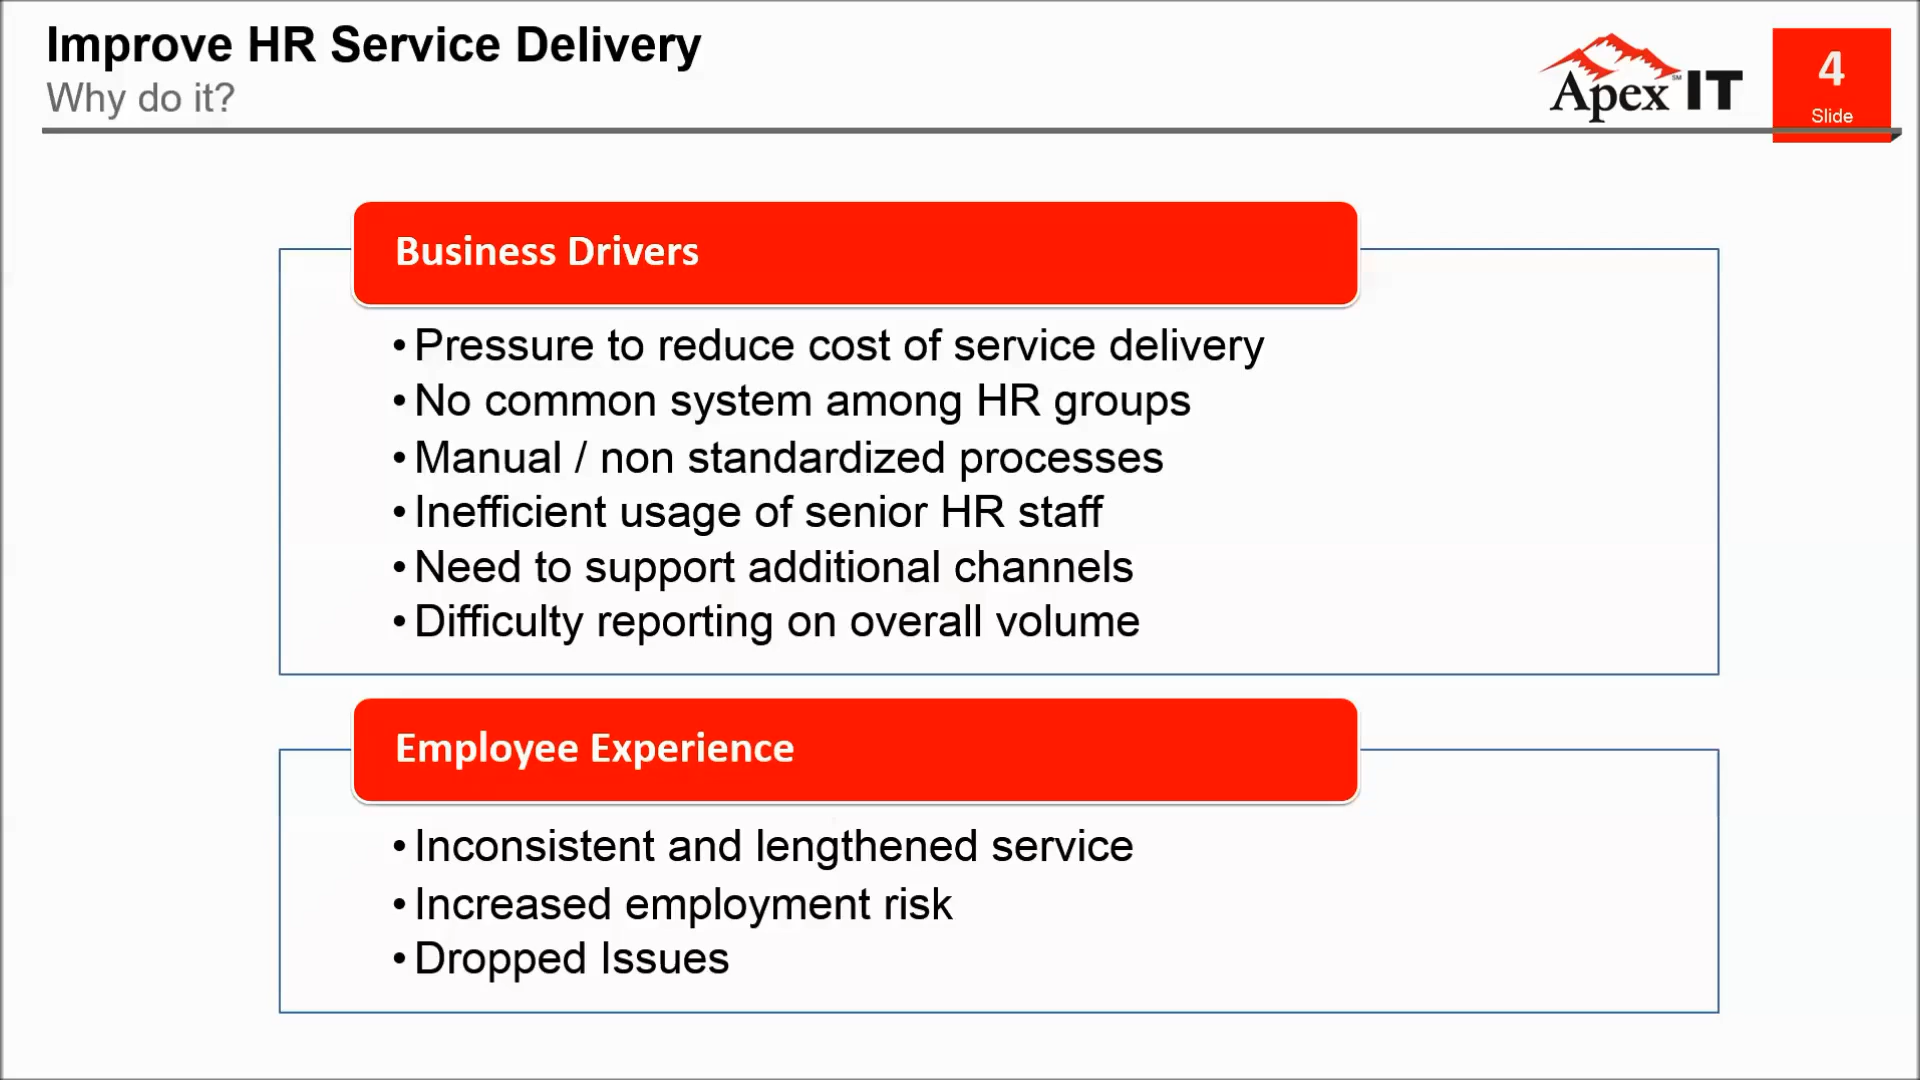 Improve HR Service Delivery
Why do it?
Apex IT
SM
4
Slide
Business Drivers
• Pressure to reduce cost of service delivery
• No common system among HR groups
• Manual / non standardized processes
• Inefficient usage of senior HR staff
• Need to support additional channels
• Difficulty reporting on overall volume
Employee Experience
• Inconsistent and lengthened service
• Increased employment risk
• Dropped Issues